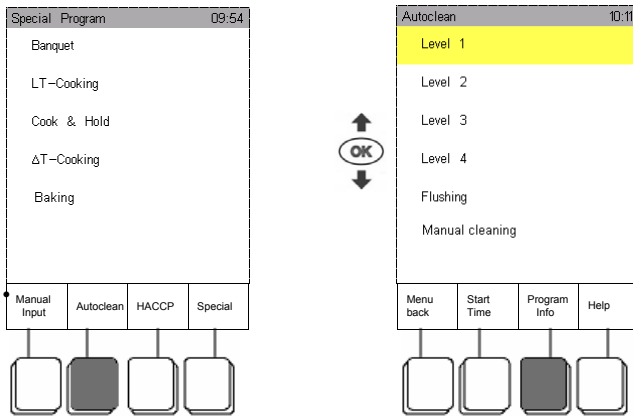 Special Program 09:54
Banquet
LT-Cooking
Cook & Hold
ΔT-Cooking
Baking
Manual Input
Autoclean
HACCP
Special
OK
Autoclean 10:11
Level 1
Level 2
Level 3
Level 4
Flushing
Manual cleaning
Menu back
Start Time
Program Info
Help